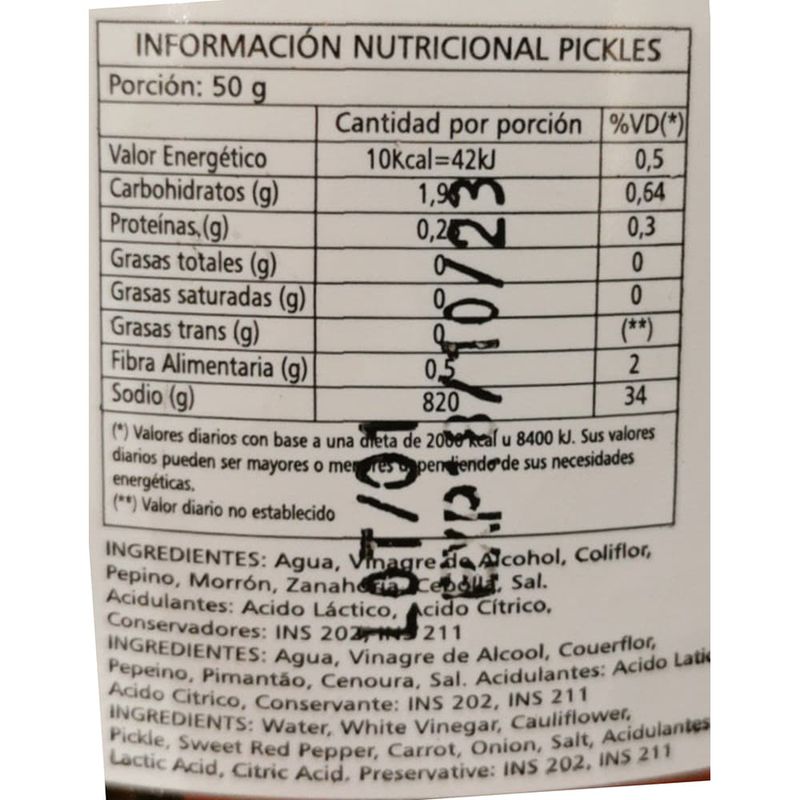 INFORMACIÓN NUTRICIONAL PICKLES
Porción: 50 g
Cantidad por porción %VD(*)
Valor Energético 10Kcal=42kJ 0,5
Carbohidratos (g) 0,64
Proteínas,(g) 0,3
Grasas totales (g) 0 0
Grasas saturadas (g) 0 0
Grasas trans (g) 0 (**)
Fibra Alimentaria (g) 0,5 2
Sodio (g) 820 34
(*) Valores diarios con base a una dieta de 2000 kcal u 8400 kJ. Sus valores
diarios pueden ser mayores o menores dependiendo de sus necesidades
energéticas.
(**) Valor diario no establecido
INGREDIENTES: Agua, Vinagre de Alcohol, Coliflor,
Pepino, Morrón, Zanahoria, Cebolla, Sal.
Acidulantes: Acido Láctico, Acido Cítrico,
Conservadores: INS 202, INS 211
INGREDIENTES: Agua, Vinagre de Alcool, Couerflor,
Pepeino, Pimantão, Cenoura, Sal. Acidulantes: Acido Latic
Acido Citrico, Conservante: INS 202, INS 211
INGREDIENTS: Water, White Vinegar, Cauliflower,
Pickle, Sweet Red Pepper, Carrot, Onion, Salt, Acidulantes
Lactic Acid, Citric Acid. Preservative: INS 202, INS 211
LOT/01
/10/23